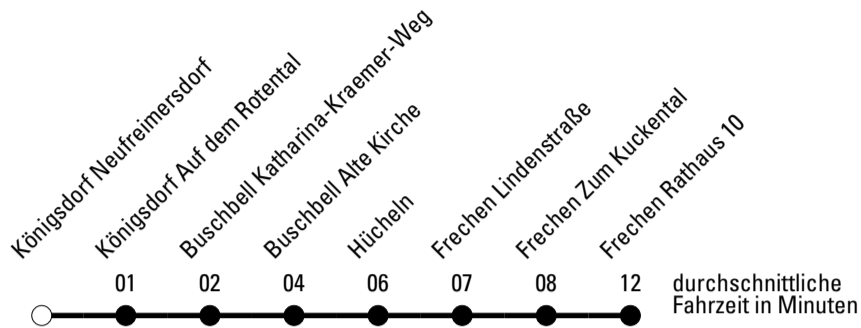 Königsdorf Neufreimersdorf
Königsdorf Auf dem Rotental
Buschbell Katharina-Kraemer-Weg
Buschbell Alte Kirche
Hücheln
Frechen Lindenstraße
Frechen Zum Kuckental
Frechen Rathaus 10
01 02 04 06 07 08 12
durchschnittliche
Fahrzeit in Minuten